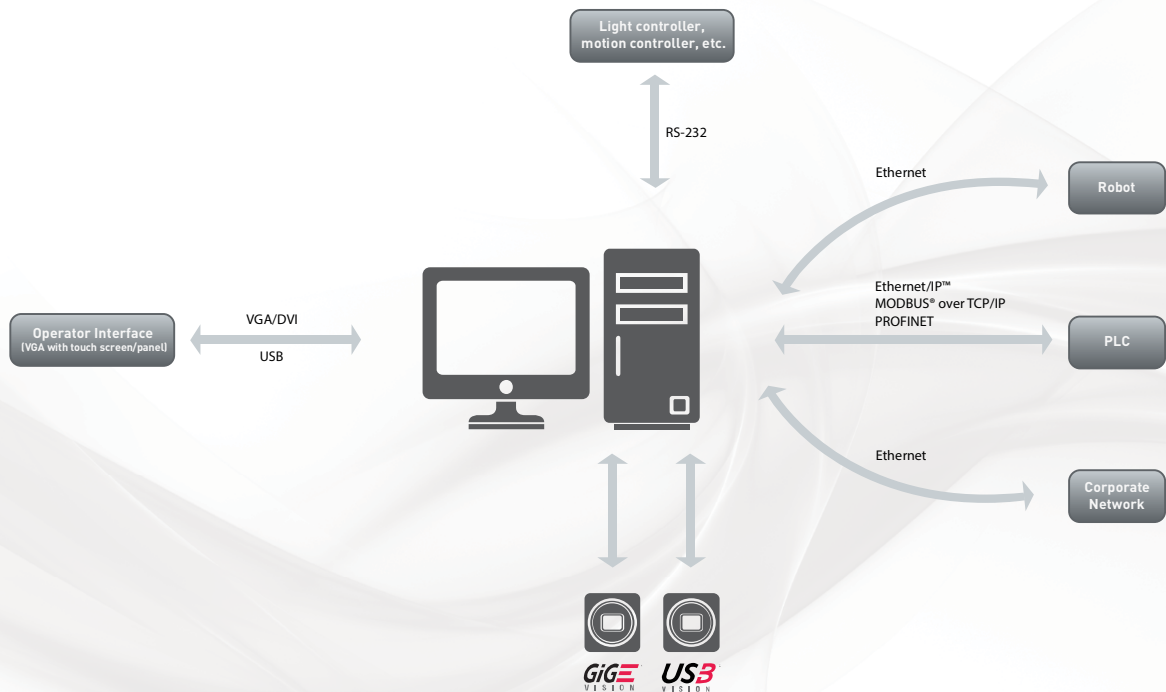 Light controller,
motion controller, etc.
RS-232
Ethernet
Robot
Ethernet/IP™
MODBUS® over TCP/IP
PROFINET
PLC
VGA/DVI
USB
Operator Interface
(VGA with touch screen/panel)
Ethernet
Corporate
Network
GiGE
VISION
USB
VISION